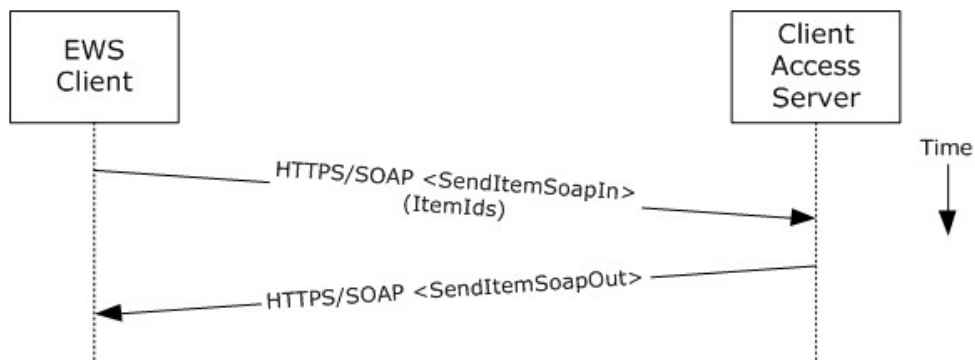 EWS
Client
Client
Access
Server
Time
HTTPS/SOAP <SendItemSoapIn>
(ItemIds)
HTTPS/SOAP <SendItemSoapOut>